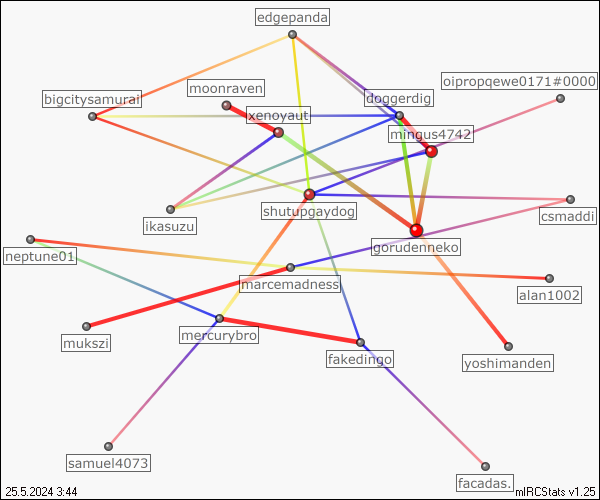 edgepanda
moonraven
oipropqewe0171#0000
bigcitysamurai
doggerdig
xenoyaut
mingus4742
shutupgaydog
csmaddi
ikasuzu
gorudenneko
neptune01
marcemadness
alan1002
mukszi
mercurybro
fakedingo
yoshimanden
samuel4073
facadas.
25.5.2024 3:44
mIRCStats v1.25